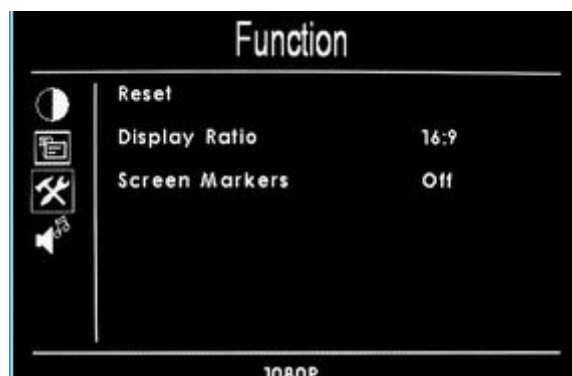 Function
Reset
Display Ratio 16:9
Screen Markers Off
1080P